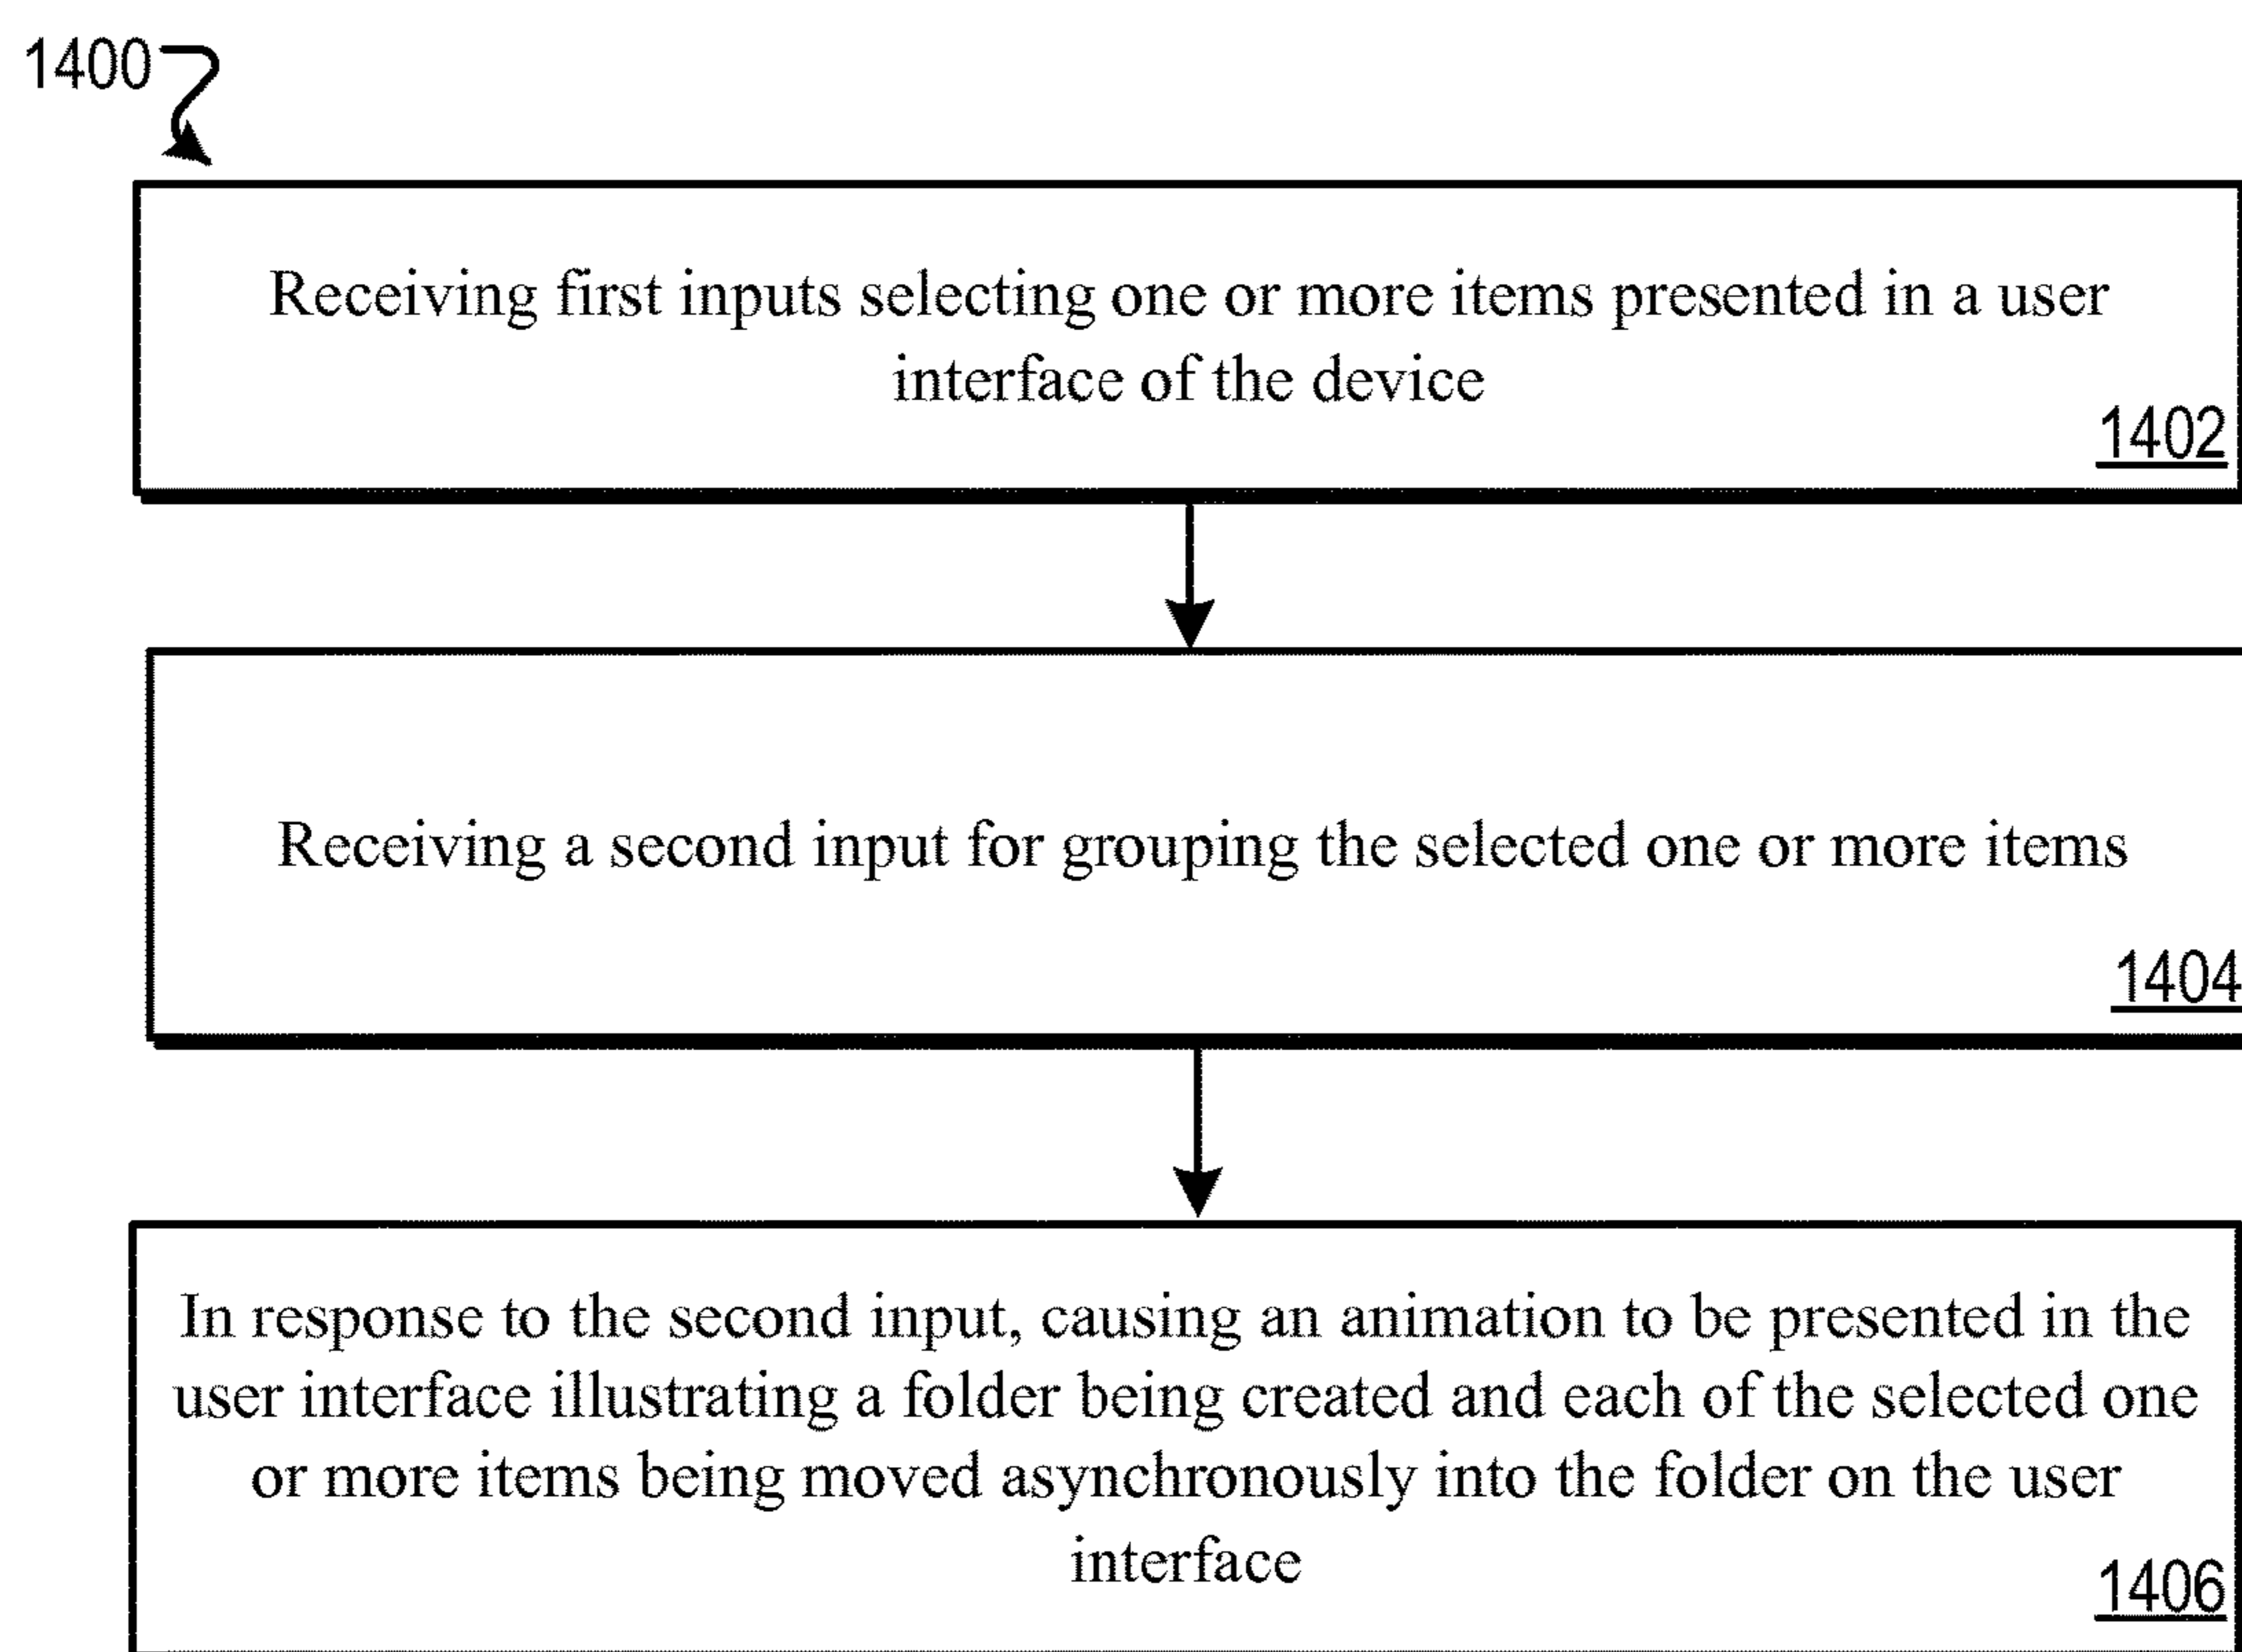 1400
Receiving first inputs selecting one or more items presented in a user
interface of the device
1402
Receiving a second input for grouping the selected one or more items
1404
In response to the second input, causing an animation to be presented in the
user interface illustrating a folder being created and each of the selected one
or more items being moved asynchronously into the folder on the user
interface
1406